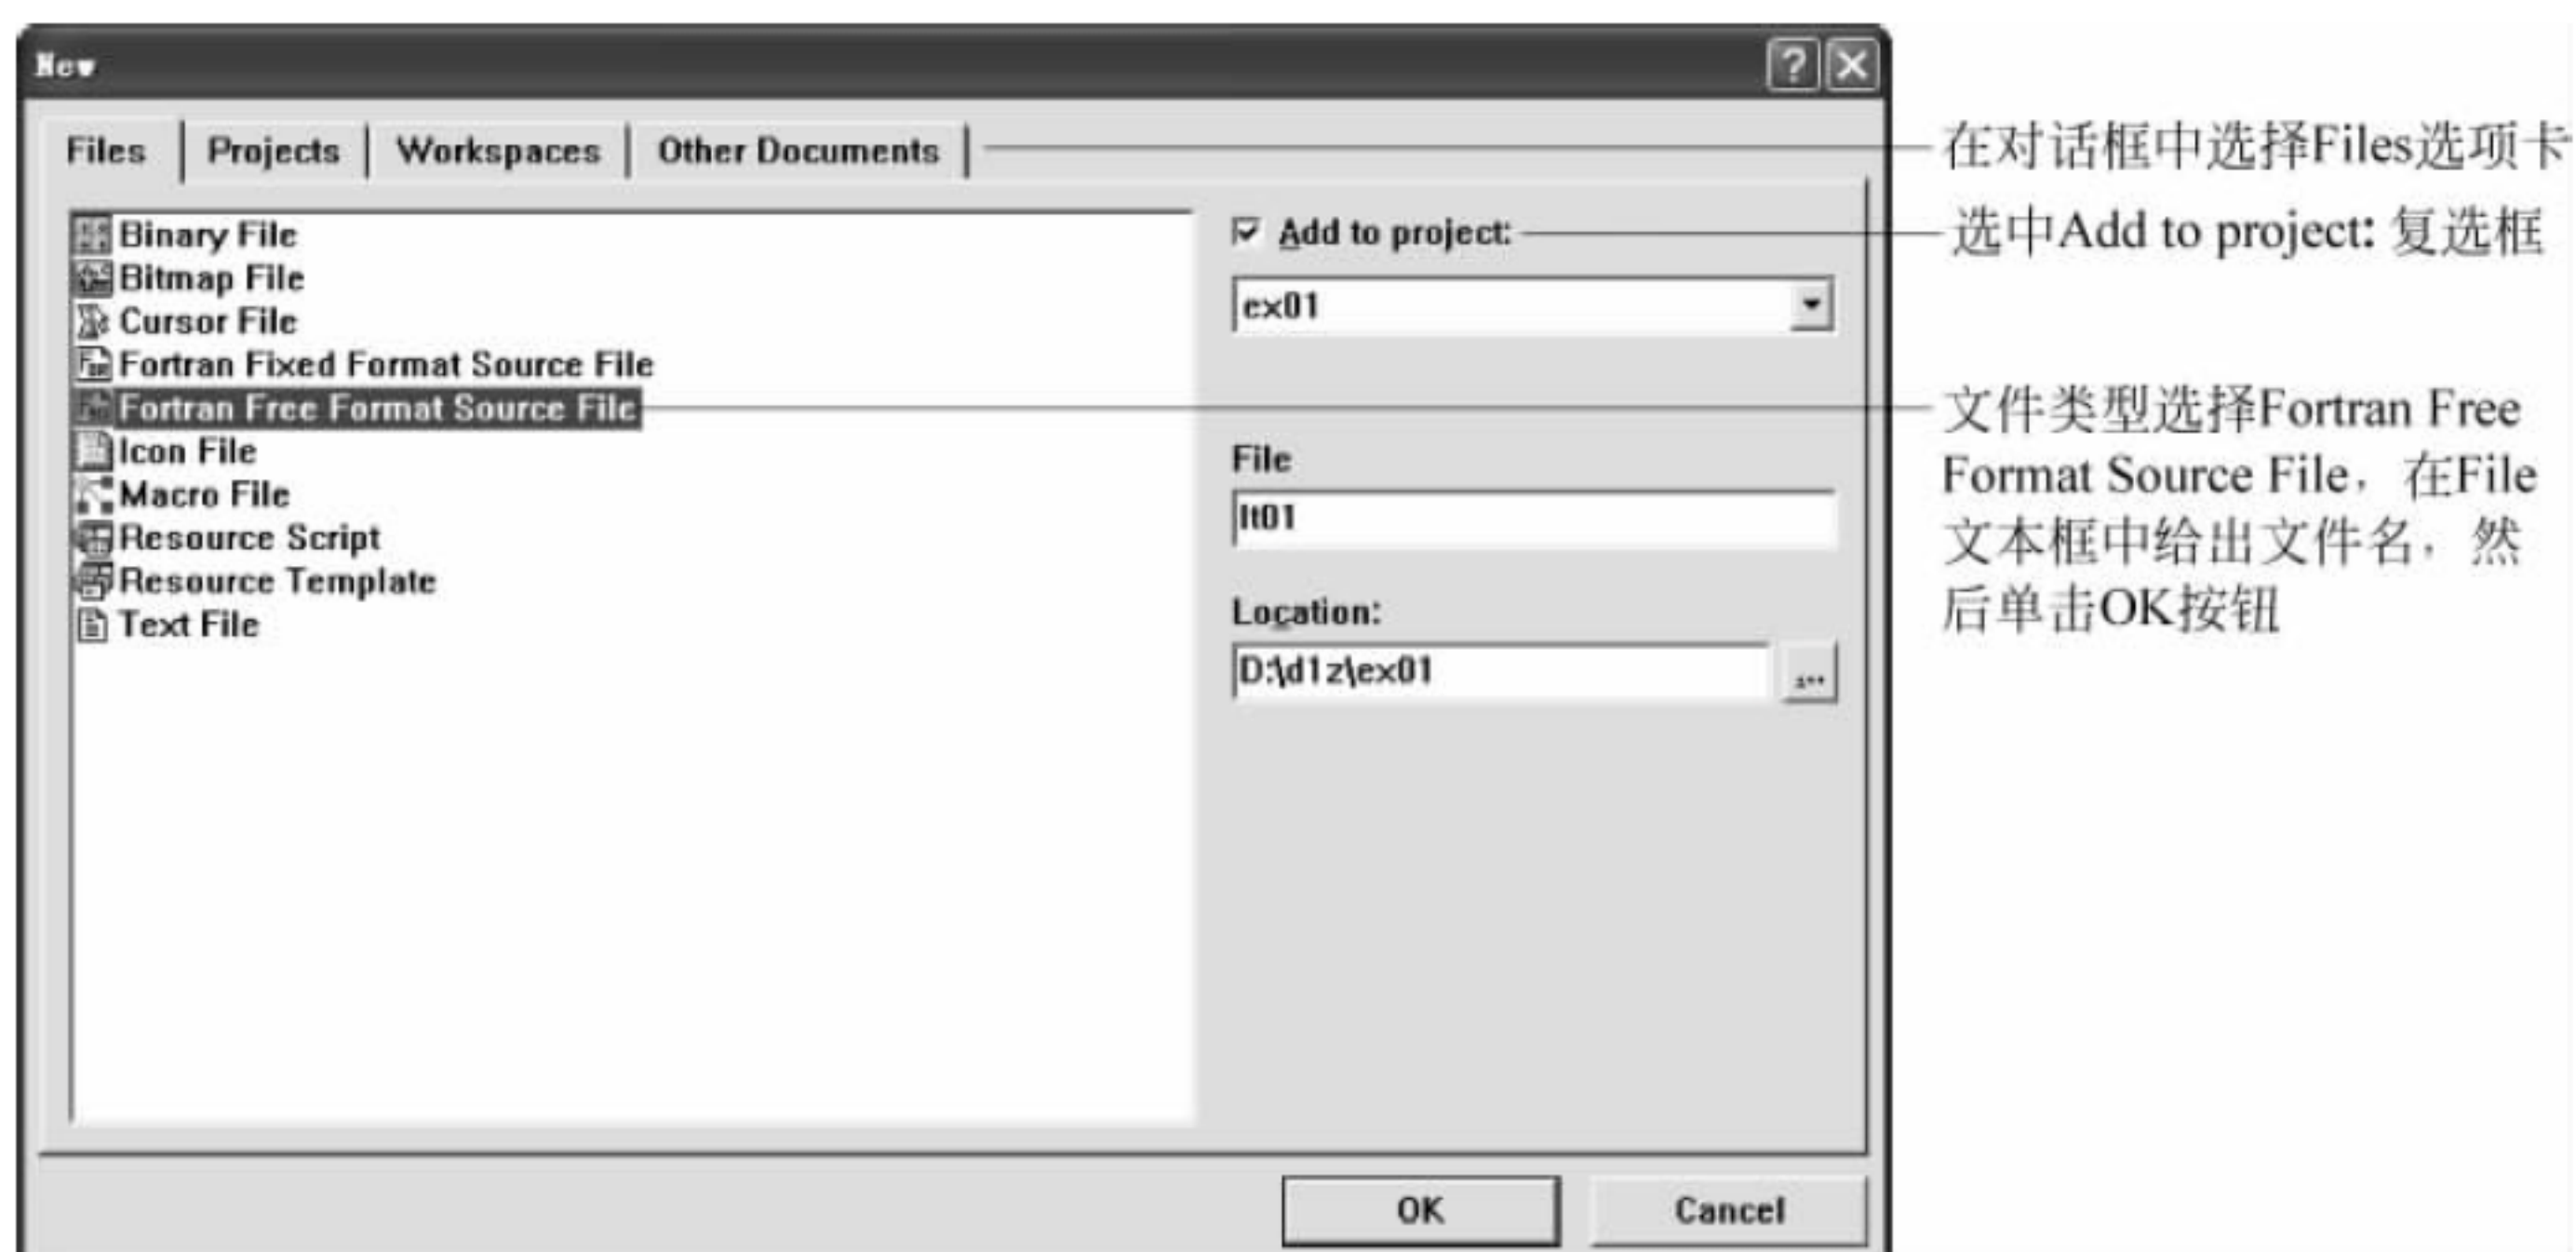 New
Files Projects Workspaces Other Documents
在对话框中选择Files选项卡
Binary File
Bitmap File
Cursor File
Fortran Fixed Format Source File
Fortran Free Format Source File
Icon File
Macro File
Resource Script
Resource Template
Text File
Add to project:
选中Add to project: 复选框
ex01
文件类型选择Fortran Free
Format Source File，在File
文本框中给出文件名，然
后单击OK按钮
File
lt01
Location:
D:\d1z\ex01
...
OK Cancel